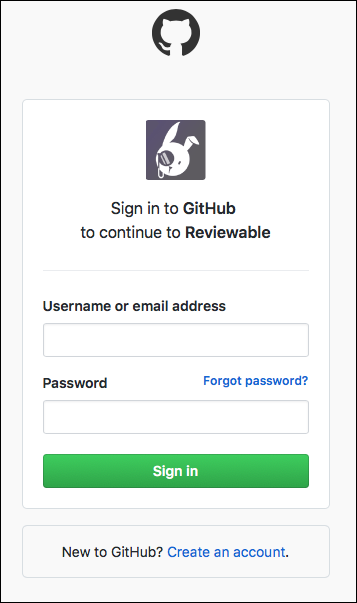 Sign in to GitHub
to continue to Reviewable
Username or email address
Password Forgot password?
Sign in
New to GitHub? Create an account.